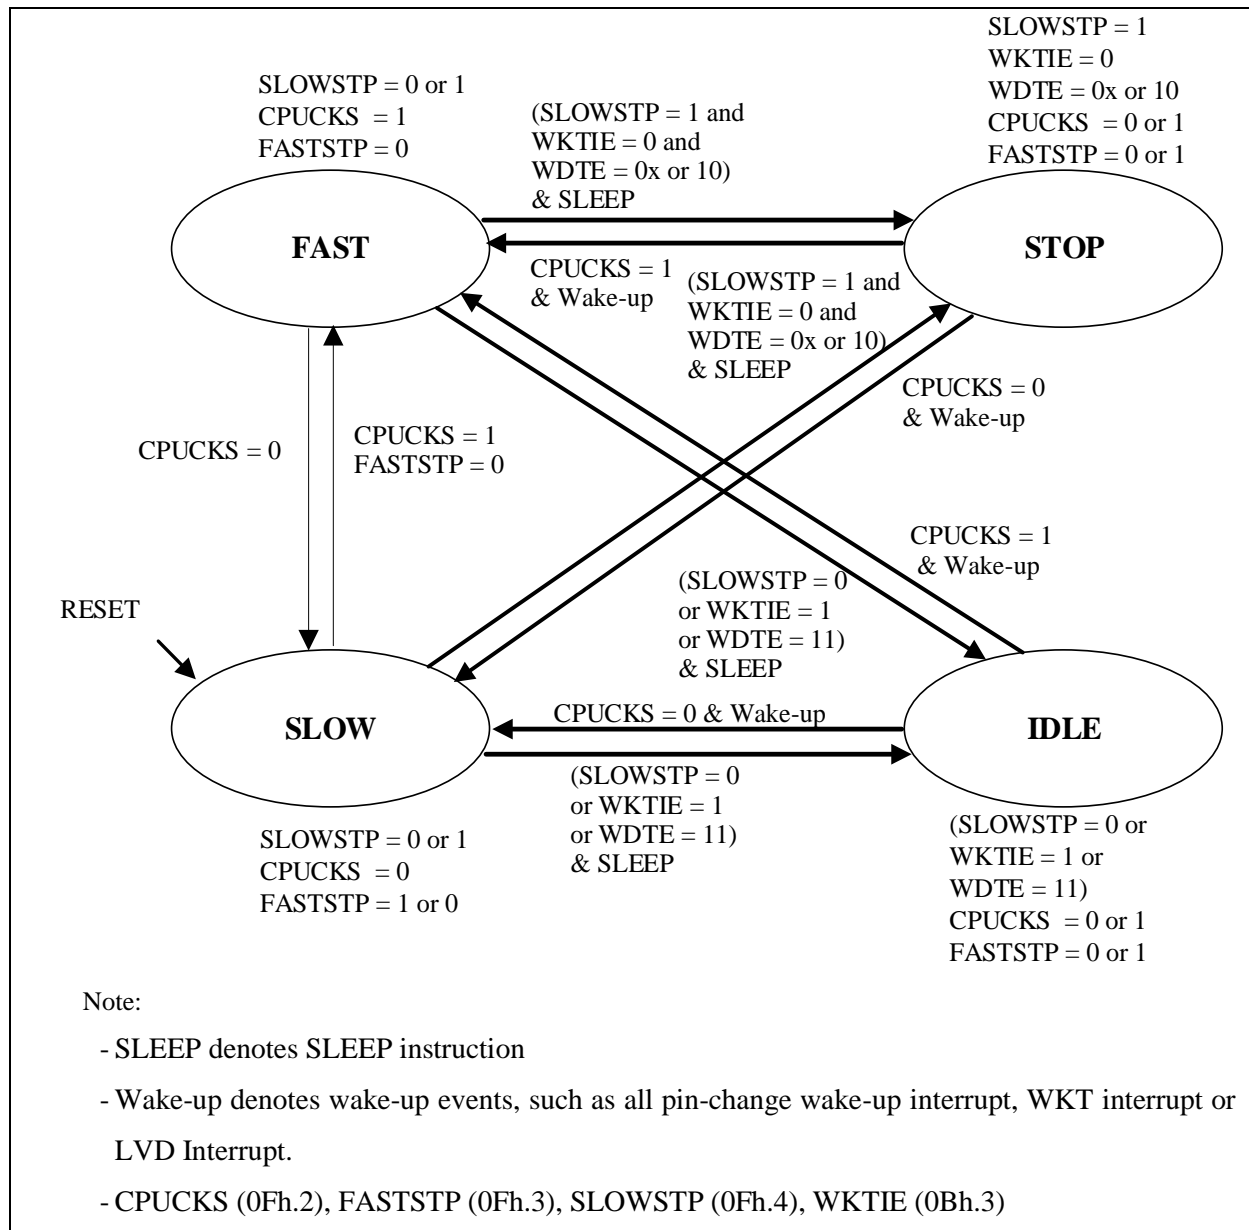 SLOWSTP = 1
WKTIE = 0
WDTE = 0x or 10
CPUCKS = 0 or 1
FASTSTP = 0 or 1
SLOWSTP = 0 or 1
CPUCKS = 1
FASTSTP = 0
(SLOWSTP = 1 and
WKTIE = 0 and
WDTE = 0x or 10)
& SLEEP
FAST
STOP
CPUCKS = 1
& Wake-up
(SLOWSTP = 1 and
WKTIE = 0 and
WDTE = 0x or 10)
& SLEEP
CPUCKS = 0
& Wake-up
CPUCKS = 0
CPUCKS = 1
FASTSTP = 0
CPUCKS = 1
& Wake-up
(SLOWSTP = 0
or WKTIE = 1
or WDTE = 11)
& SLEEP
RESET
SLOW
CPUCKS = 0 & Wake-up
IDLE
(SLOWSTP = 0
or WKTIE = 1
or WDTE = 11)
& SLEEP
SLOWSTP = 0 or 1
CPUCKS = 0
FASTSTP = 1 or 0
(SLOWSTP = 0 or
WKTIE = 1 or
WDTE = 11)
CPUCKS = 0 or 1
FASTSTP = 0 or 1
Note:
- SLEEP denotes SLEEP instruction
- Wake-up denotes wake-up events, such as all pin-change wake-up interrupt, WKT interrupt or
LVD Interrupt.
- CPUCKS (0Fh.2), FASTSTP (0Fh.3), SLOWSTP (0Fh.4), WKTIE (0Bh.3)